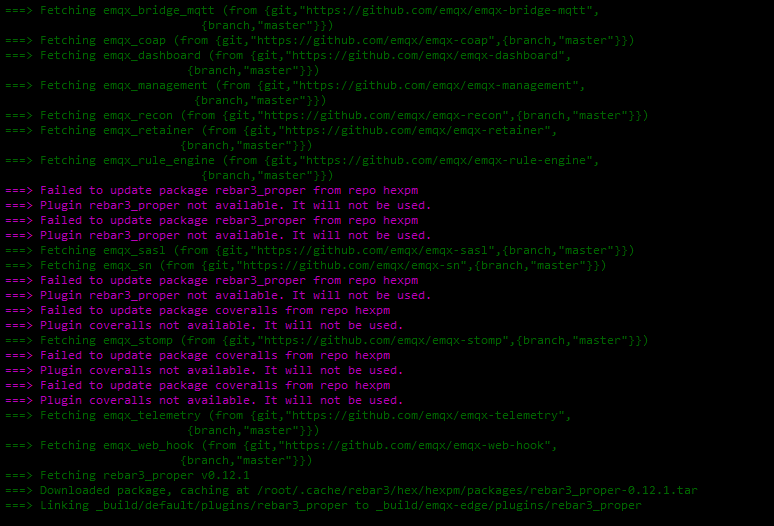 ===> Fetching emqx_bridge_mqtt (from {git,"https://github.com/emqx/emqx-bridge-mqtt",
{branch,"master"}})
===> Fetching emqx_coap (from {git,"https://github.com/emqx/emqx-coap",{branch,"master"}})
===> Fetching emqx_dashboard (from {git,"https://github.com/emqx/emqx-dashboard",
{branch,"master"}})
===> Fetching emqx_management (from {git,"https://github.com/emqx/emqx-management",
{branch,"master"}})
===> Fetching emqx_recon (from {git,"https://github.com/emqx/emqx-recon",{branch,"master"}})
===> Fetching emqx_retainer (from {git,"https://github.com/emqx/emqx-retainer",
{branch,"master"}})
===> Fetching emqx_rule_engine (from {git,"https://github.com/emqx/emqx-rule-engine",
{branch,"master"}})
===> Failed to update package rebar3_proper from repo hexpm
===> Plugin rebar3_proper not available. It will not be used.
===> Failed to update package rebar3_proper from repo hexpm
===> Plugin rebar3_proper not available. It will not be used.
===> Fetching emqx_sasl (from {git,"https://github.com/emqx/emqx-sasl",{branch,"master"}})
===> Fetching emqx_sn (from {git,"https://github.com/emqx/emqx-sn",{branch,"master"}})
===> Failed to update package rebar3_proper from repo hexpm
===> Plugin rebar3_proper not available. It will not be used.
===> Failed to update package coveralls from repo hexpm
===> Plugin coveralls not available. It will not be used.
===> Fetching emqx_stomp (from {git,"https://github.com/emqx/emqx-stomp",{branch,"master"}})
===> Failed to update package coveralls from repo hexpm
===> Plugin coveralls not available. It will not be used.
===> Failed to update package coveralls from repo hexpm
===> Plugin coveralls not available. It will not be used.
===> Fetching emqx_telemetry (from {git,"https://github.com/emqx/emqx-telemetry",
{branch,"master"}})
===> Fetching emqx_web_hook (from {git,"https://github.com/emqx/emqx-web-hook",
{branch,"master"}})
===> Fetching rebar3_proper v0.12.1
===> Downloaded package, caching at /root/.cache/rebar3/hex/hexpm/packages/rebar3_proper-0.12.1.tar
===> Linking _build/default/plugins/rebar3_proper to _build/emqx-edge/plugins/rebar3_proper